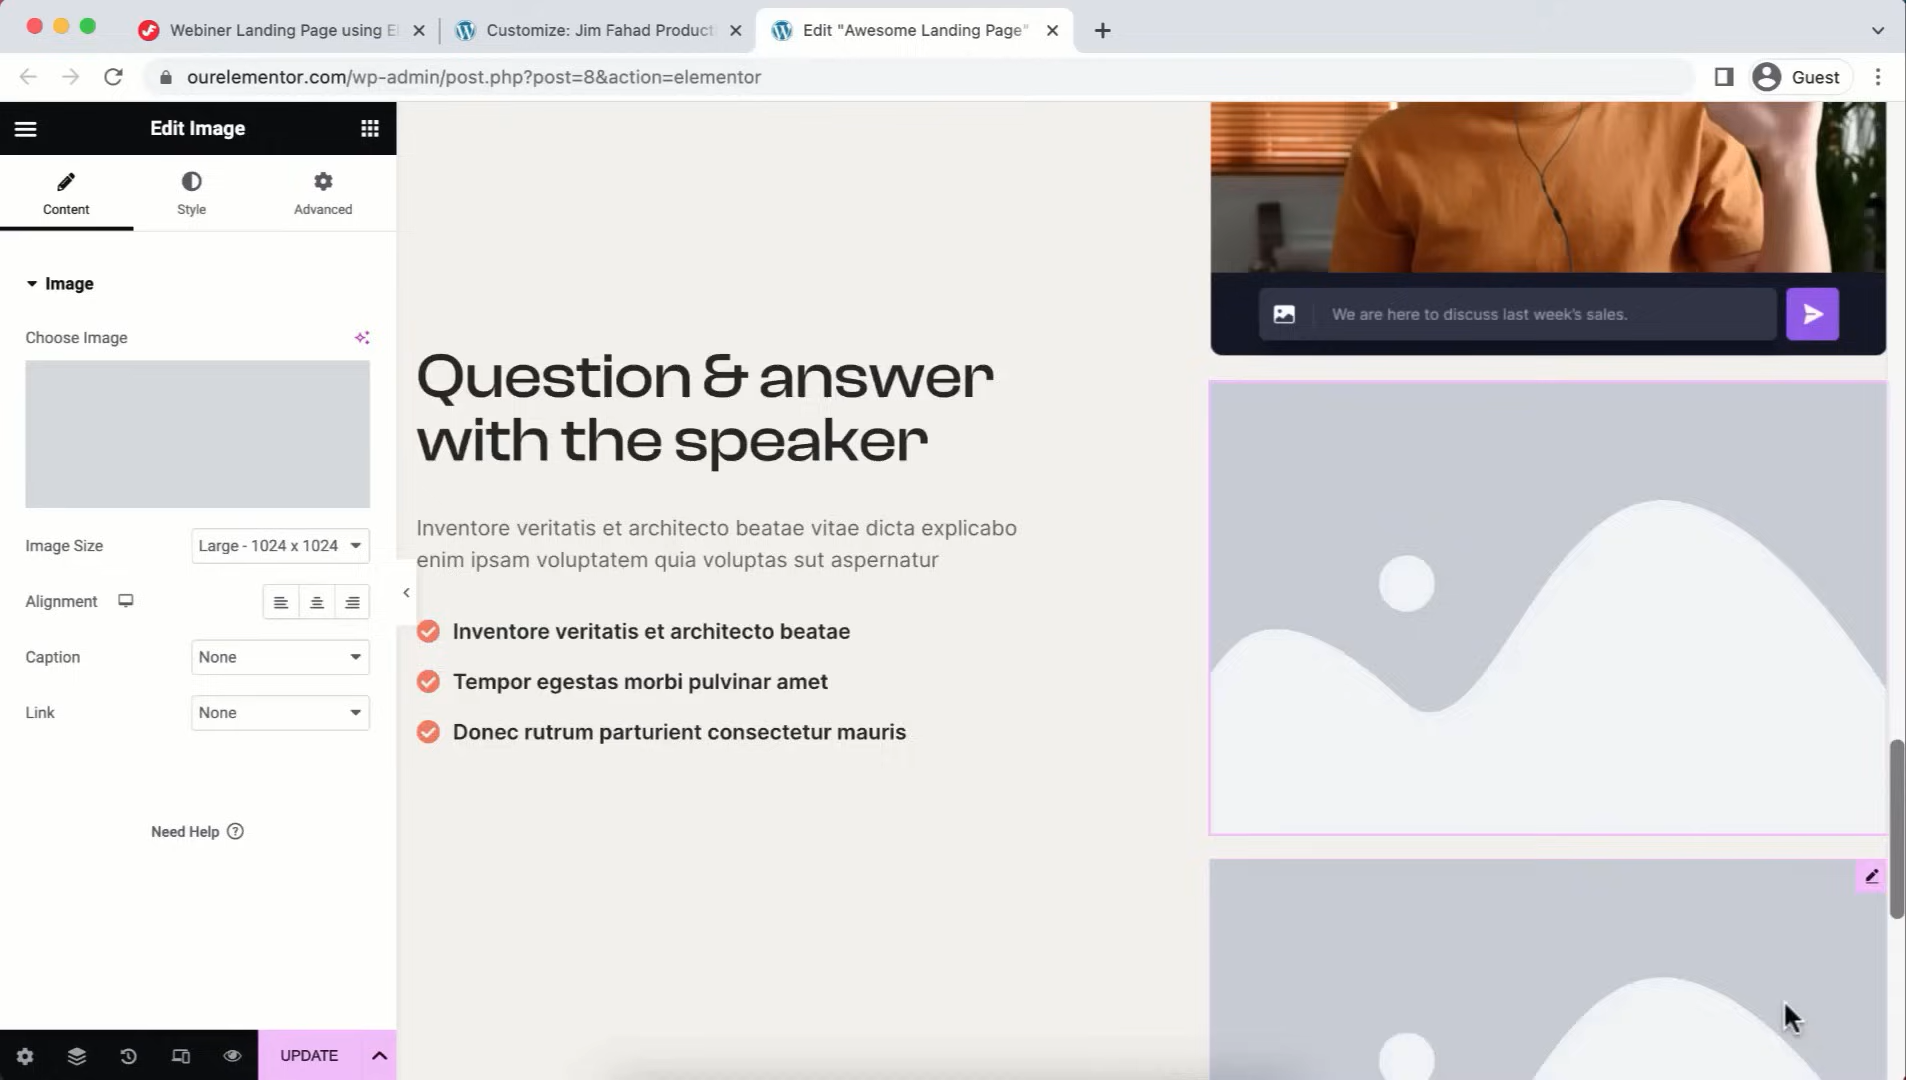 Webiner Landing Page using El
Customize: Jim Fahad Product
Edit "Awesome Landing Page"
ourelementor.com/wp-admin/post.php?post=8&action=elementor
Guest
Edit Image
Content
Style
Advanced
Image
Choose Image
Image Size
Large - 1024 x 1024
Alignment
Caption
None
Link
None
Need Help ?
UPDATE
We are here to discuss last week's sales.
Question & answer
with the speaker
Inventore veritatis et architecto beatae vitae dicta explicabo
enim ipsam voluptatem quia voluptas sut aspernatur
Inventore veritatis et architecto beatae
Tempor egestas morbi pulvinar amet
Donec rutrum parturient consectetur mauris